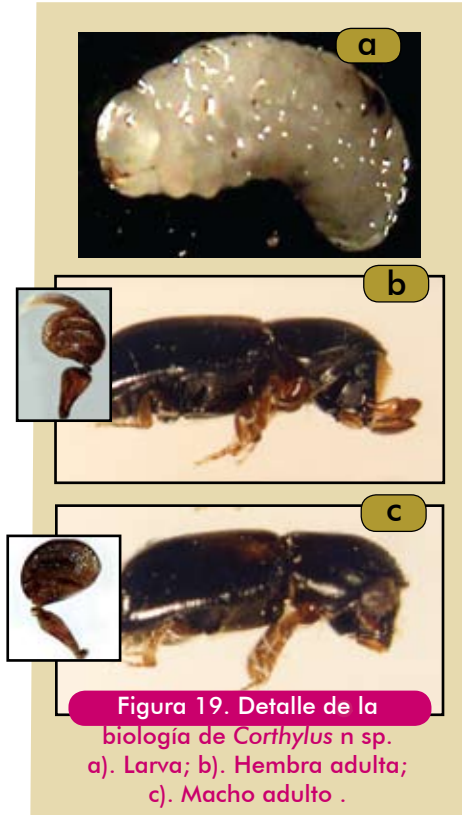 a
b
c
Figura 19. Detalle de la
biología de Corthylus n sp.
a). Larva; b). Hembra adulta;
c). Macho adulto .